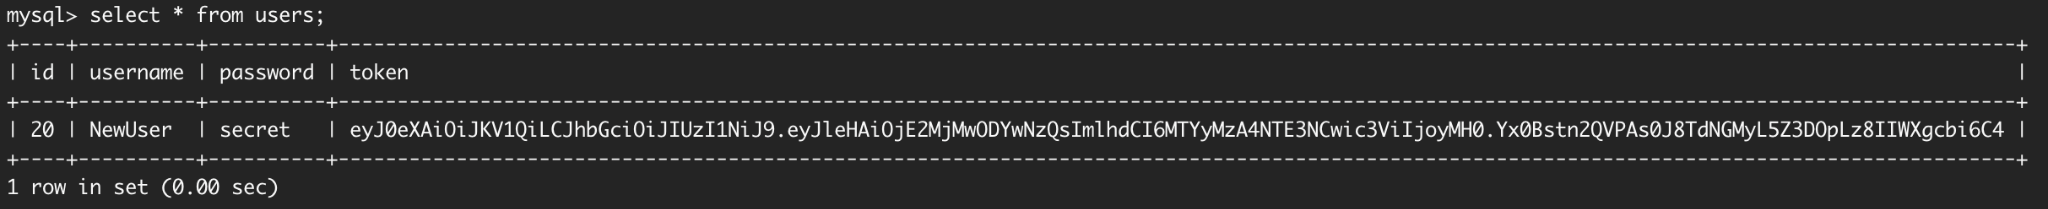 mysql> select * from users;
+----+----------+----------+--------------------------------------------------------------------------------------------------------------------------------------------+
| id | username | password | token                                                                                                                                      |
+----+----------+----------+--------------------------------------------------------------------------------------------------------------------------------------------+
| 20 | NewUser  | secret   | eyJ0eXAiOiJKV1QiLCJhbGciOiJIUzI1NiJ9.eyJleHAiOjE2MjMwODYwNzQsImlhdCI6MTYyMzA4NTE3NCwic3ViIjoyMH0.Yx0Bstn2QVPAs0J8TdNGMyL5Z3DOpLz8IIWXgcbi6C4 |
+----+----------+----------+--------------------------------------------------------------------------------------------------------------------------------------------+
1 row in set (0.00 sec)